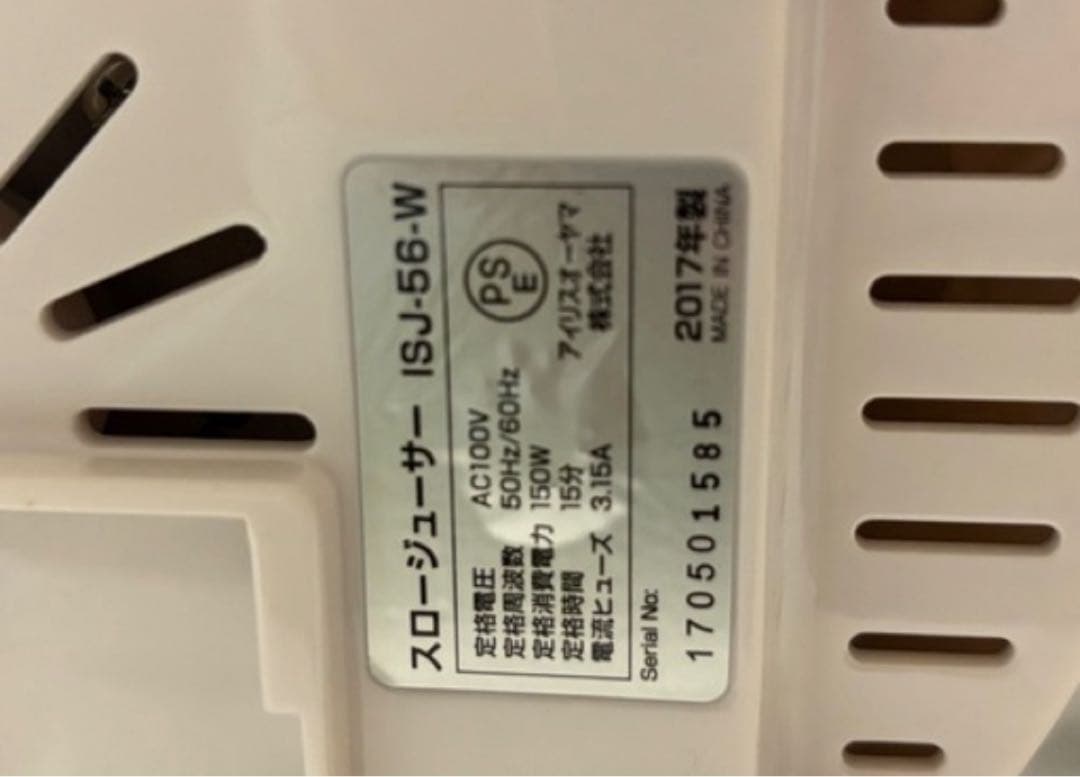 スロージューサー ISJ-56-W
定格電圧 AC100V
定格周波数 50Hz/60Hz
定格消費電力 150W
定格時間 15分
電流ヒューズ 3.15A
PS
E
アイリスオーヤマ
株式会社
Serial No:
170501585
2017年製
MADE IN CHINA